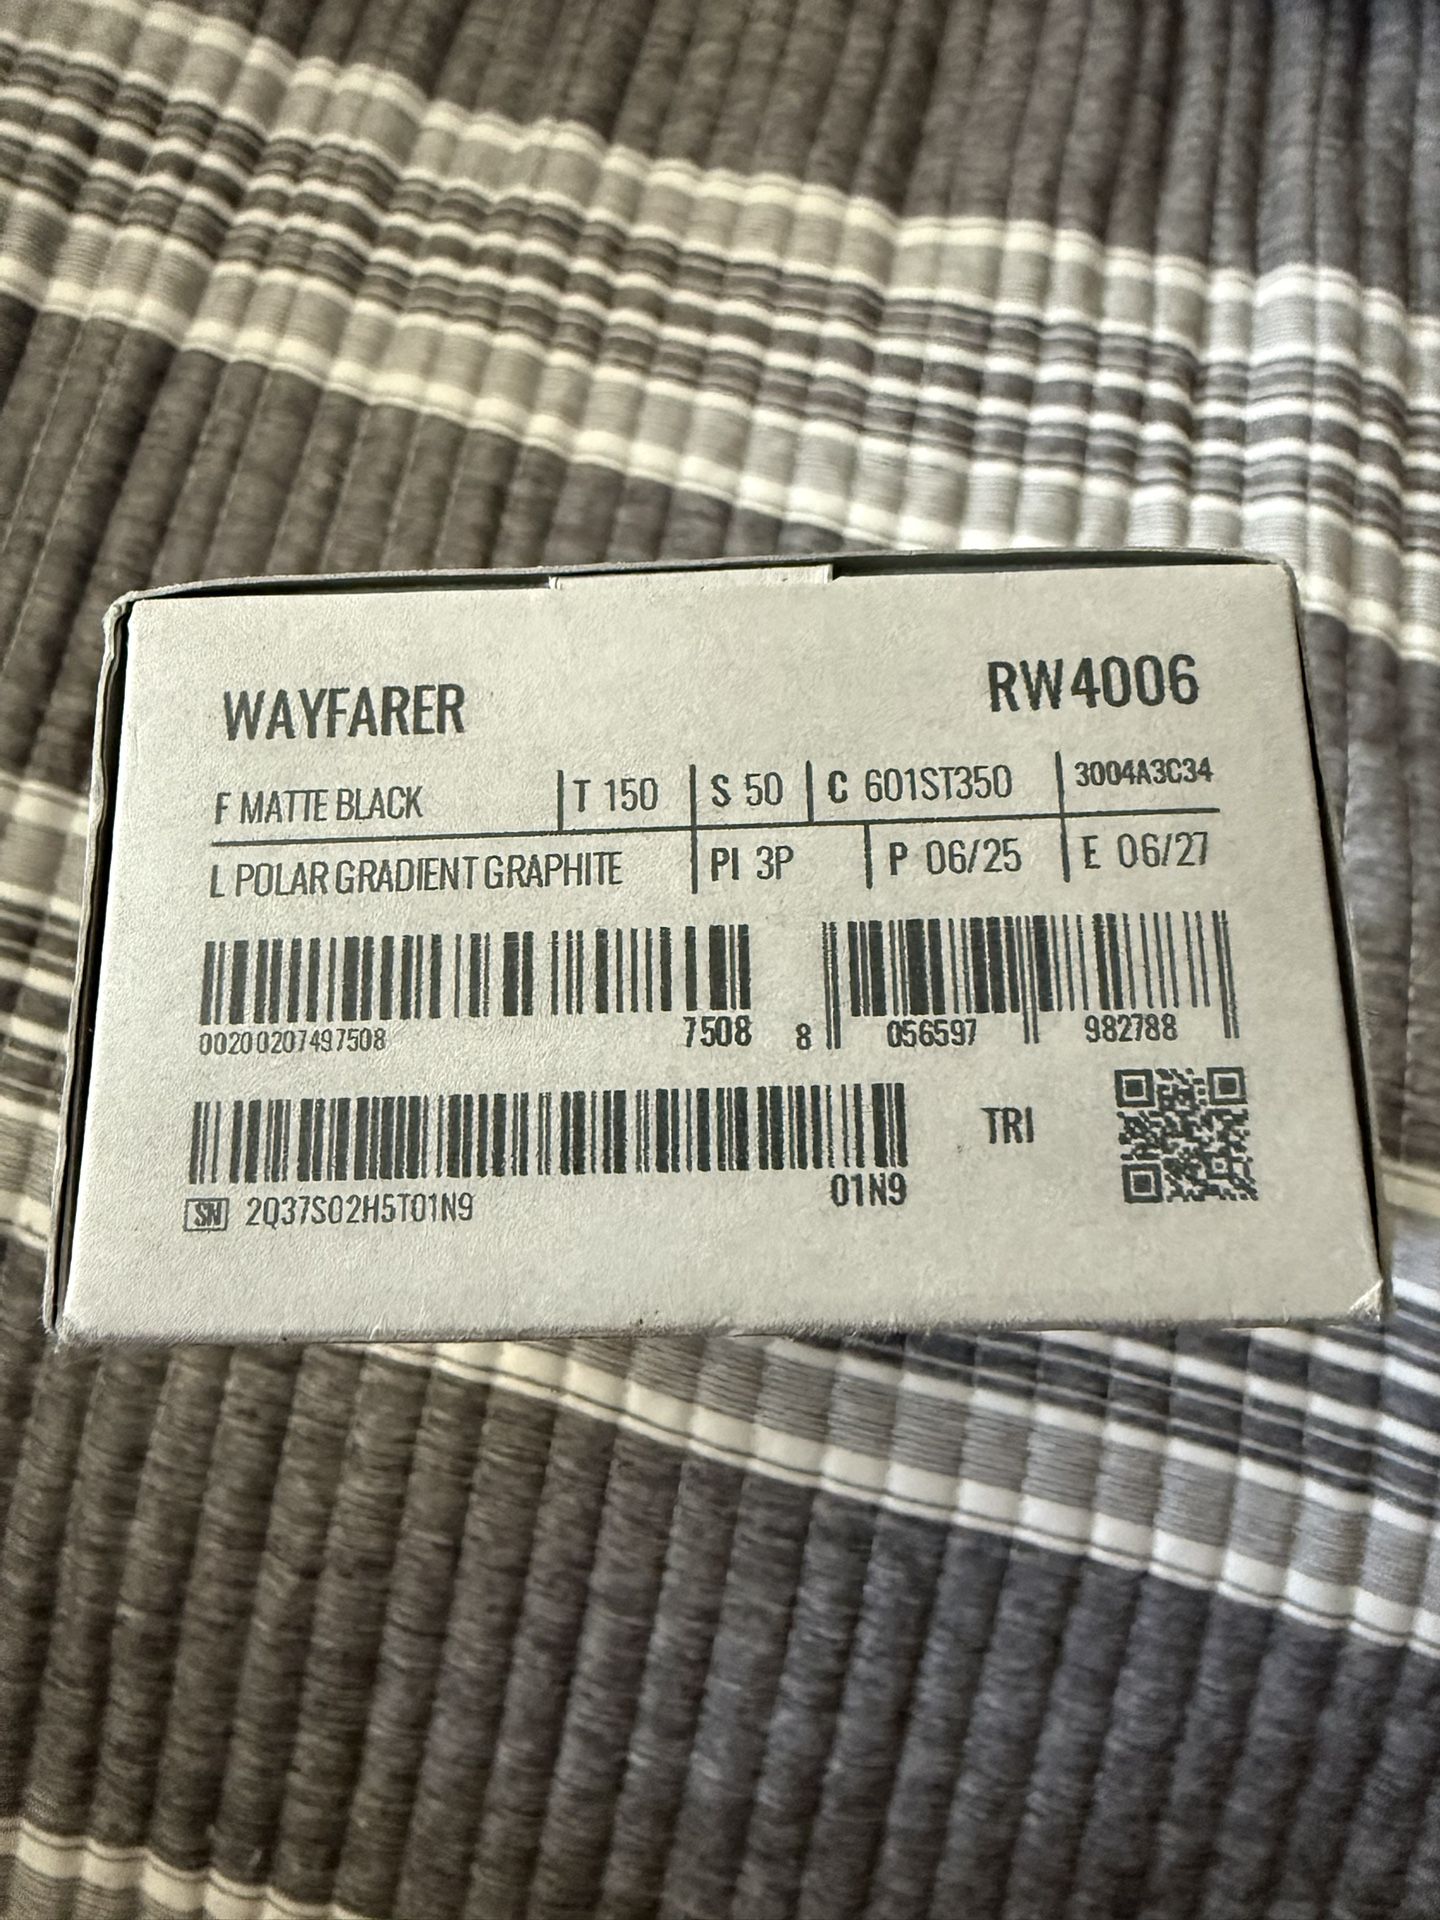 WAYFARER RW4006
F MATTE BLACK T 150 S 50 C 601ST350 3004A3C34
L POLAR GRADIENT GRAPHITE PI 3P P 06/25 E 06/27
00200207497508 7508 8 056597 982788
TRI
SN 2Q37S02H5T01N9 01N9